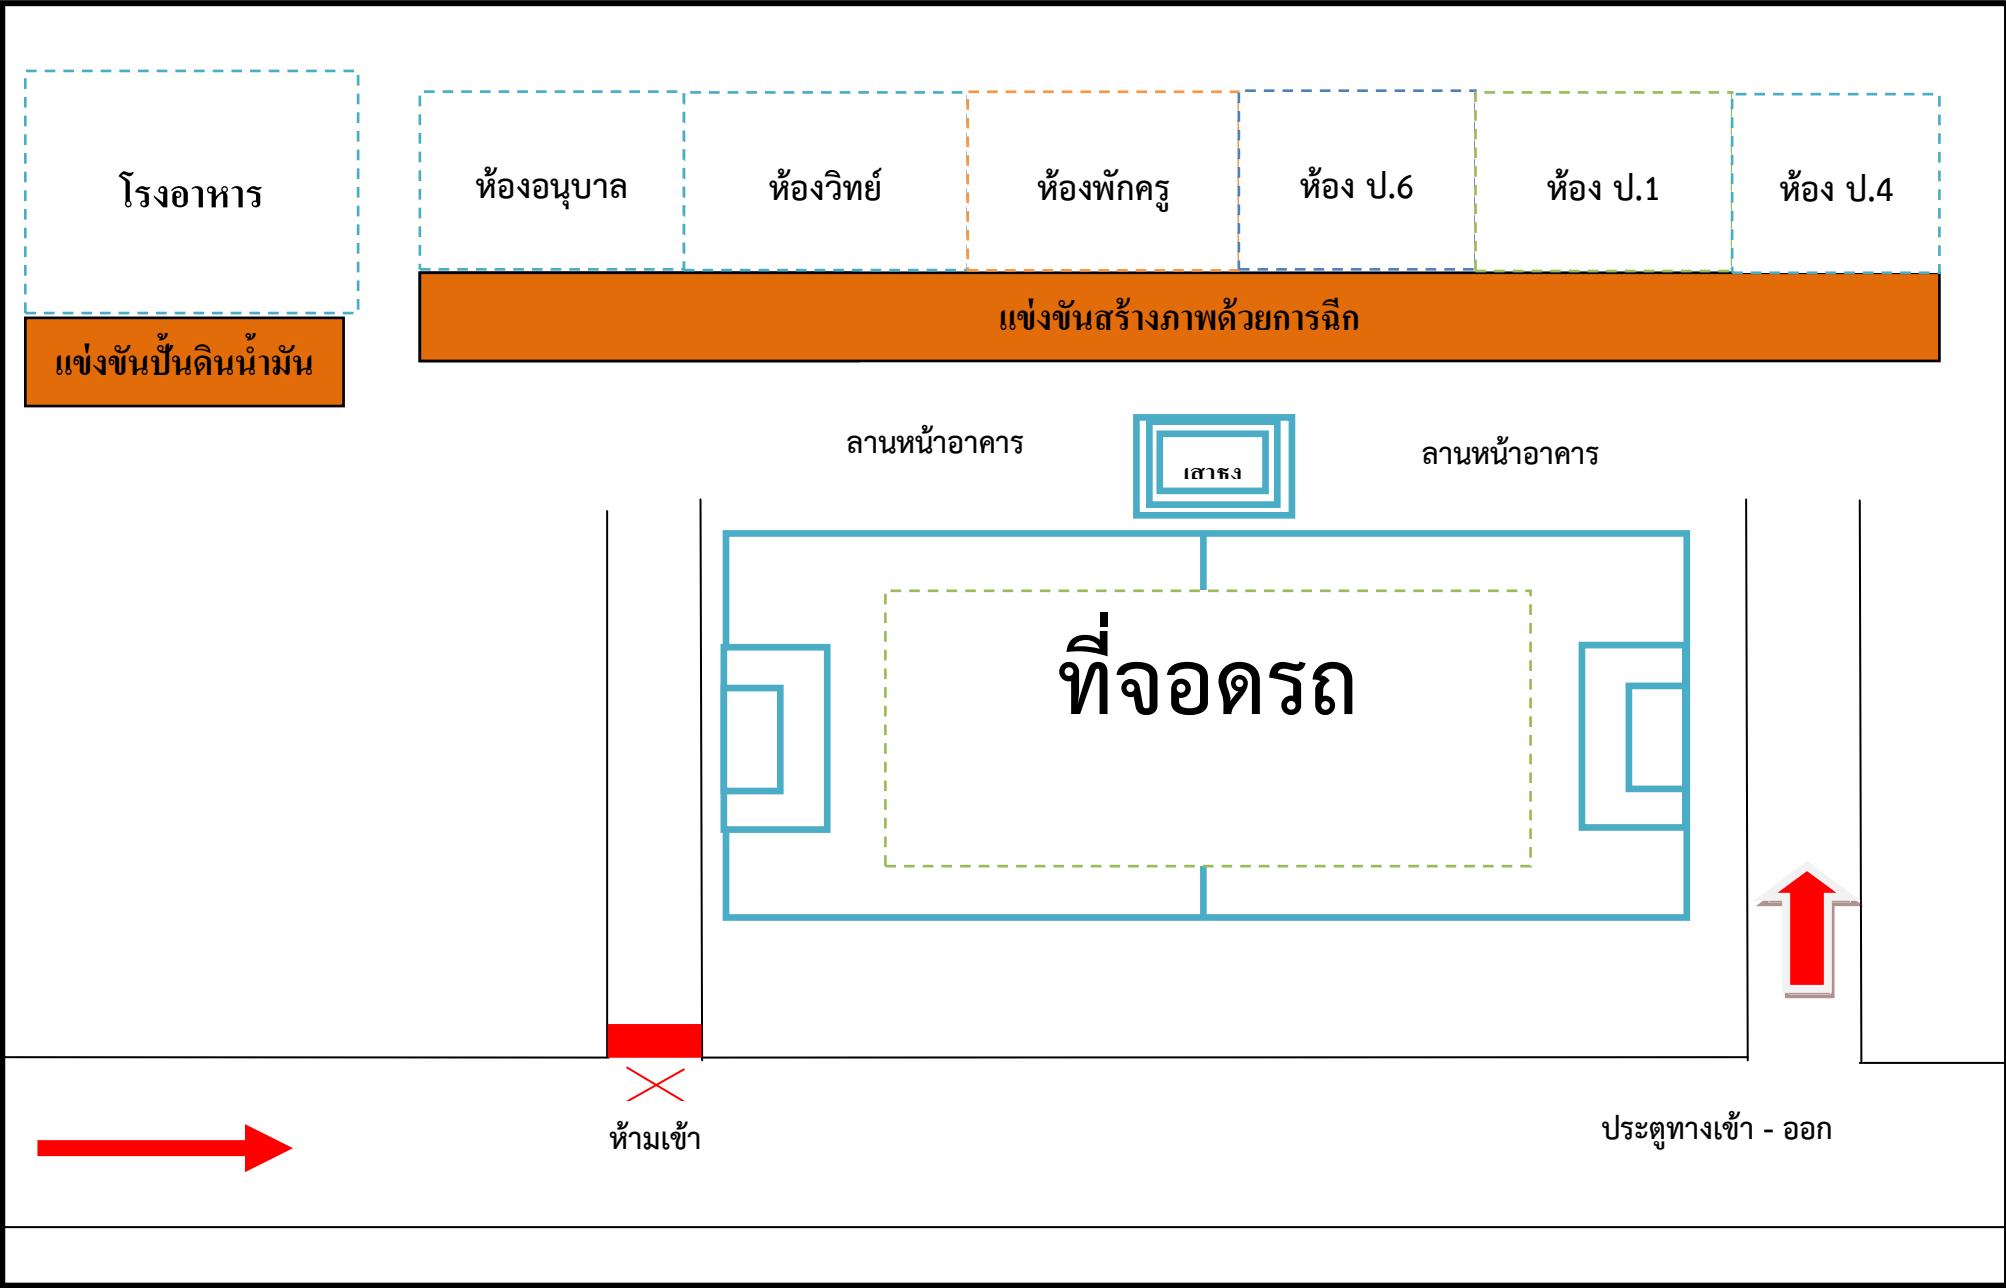 โรงอาหาร
ห้องอนุบาล
ห้องวิทย์
ห้องพักครู
ห้อง ป.6
ห้อง ป.1
ห้อง ป.4
แข่งขันสร้างภาพด้วยการฉีก
แข่งขันปั้นดินน้ำมัน
ลานหน้าอาคาร
เสาธง
ลานหน้าอาคาร
ที่จอดรถ
ห้ามเข้า
ประตูทางเข้า - ออก